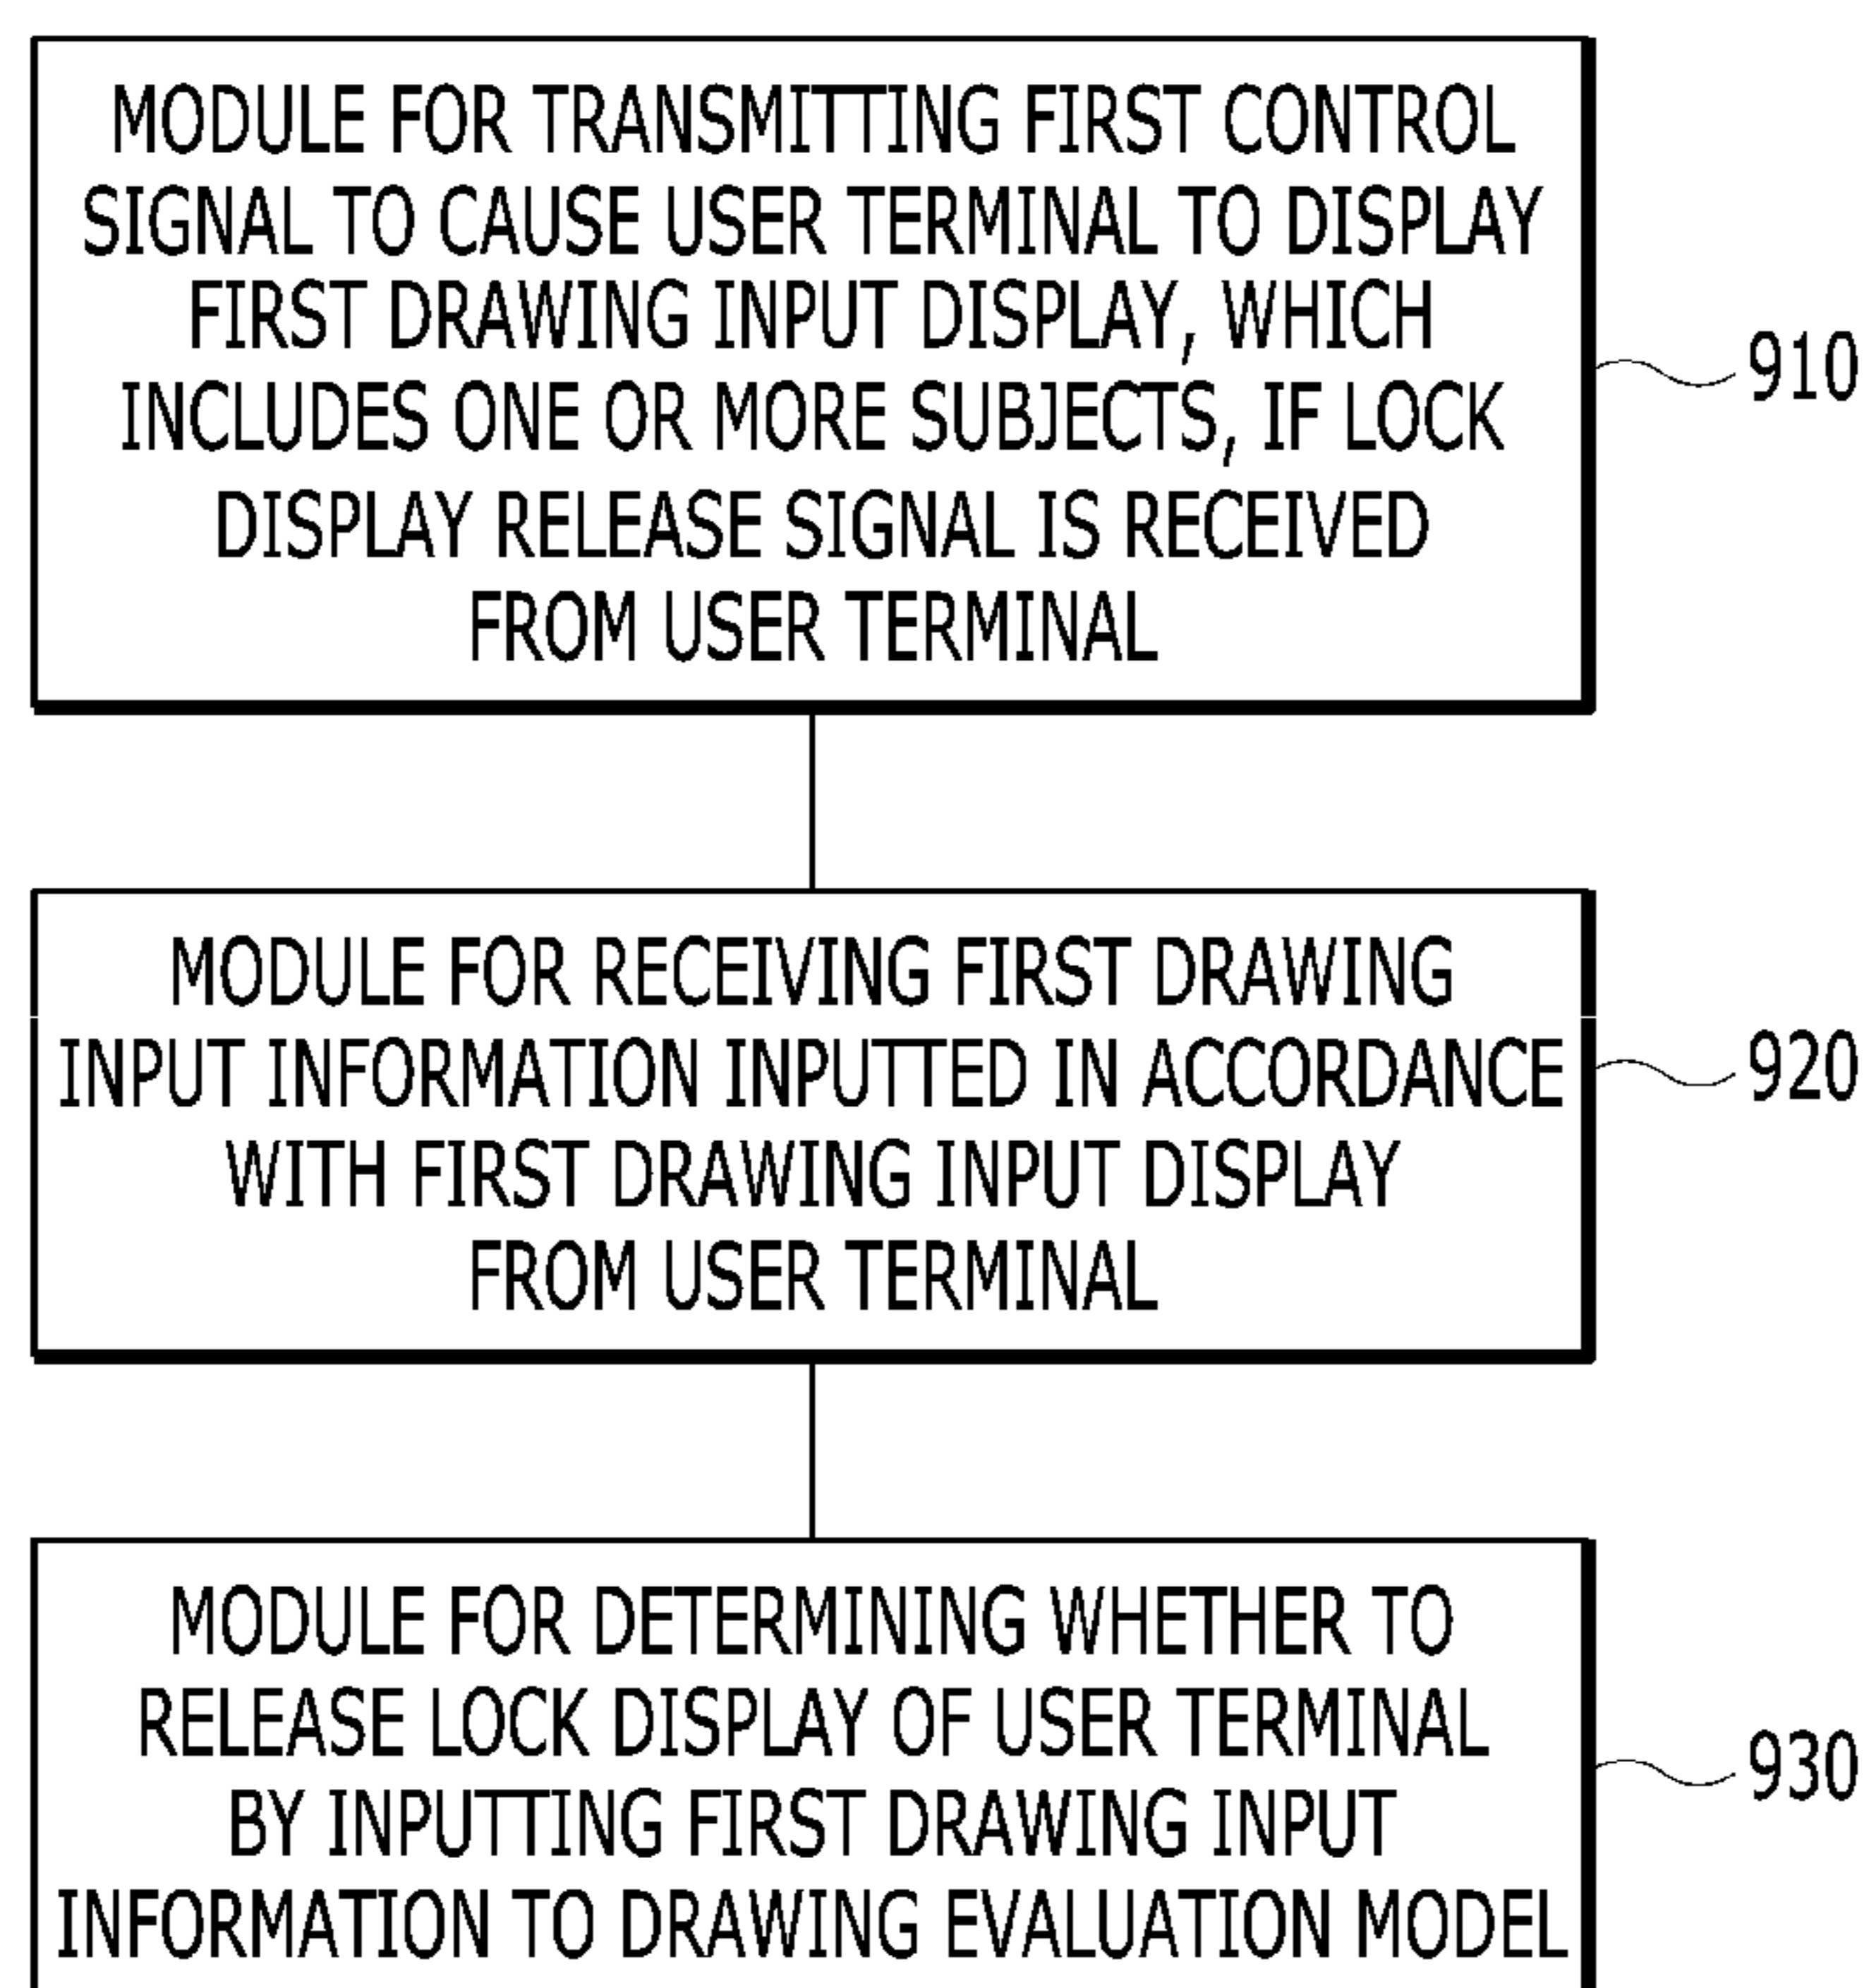 MODULE FOR TRANSMITTING FIRST CONTROL
SIGNAL TO CAUSE USER TERMINAL TO DISPLAY
FIRST DRAWING INPUT DISPLAY, WHICH
INCLUDES ONE OR MORE SUBJECTS, IF LOCK
DISPLAY RELEASE SIGNAL IS RECEIVED
FROM USER TERMINAL
910
MODULE FOR RECEIVING FIRST DRAWING
INPUT INFORMATION INPUTTED IN ACCORDANCE
WITH FIRST DRAWING INPUT DISPLAY
FROM USER TERMINAL
920
MODULE FOR DETERMINING WHETHER TO
RELEASE LOCK DISPLAY OF USER TERMINAL
BY INPUTTING FIRST DRAWING INPUT
INFORMATION TO DRAWING EVALUATION MODEL
930